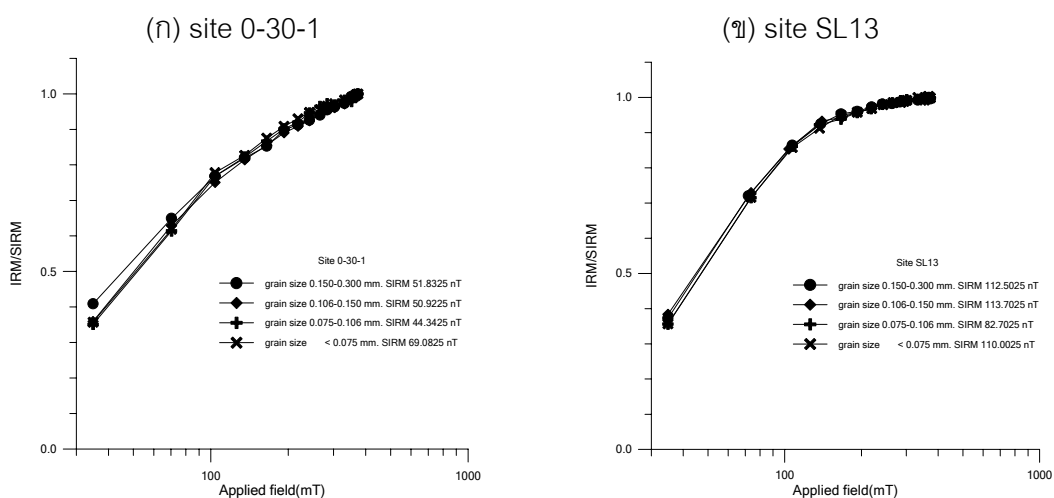 (ก) site 0-30-1
1.0
0.5
0.0
IRM/SIRM
100
1000
Applied field(mT)
Site 0-30-1
grain size 0.150-0.300 mm. SIRM 51.8325 nT
grain size 0.106-0.150 mm. SIRM 50.9225 nT
grain size 0.075-0.106 mm. SIRM 44.3425 nT
grain size < 0.075 mm. SIRM 69.0825 nT
(ข) site SL13
1.0
0.5
0.0
IRM/SIRM
100
1000
Applied field(mT)
Site SL13
grain size 0.150-0.300 mm. SIRM 112.5025 nT
grain size 0.106-0.150 mm. SIRM 113.7025 nT
grain size 0.075-0.106 mm. SIRM 82.7025 nT
grain size < 0.075 mm. SIRM 110.0025 nT